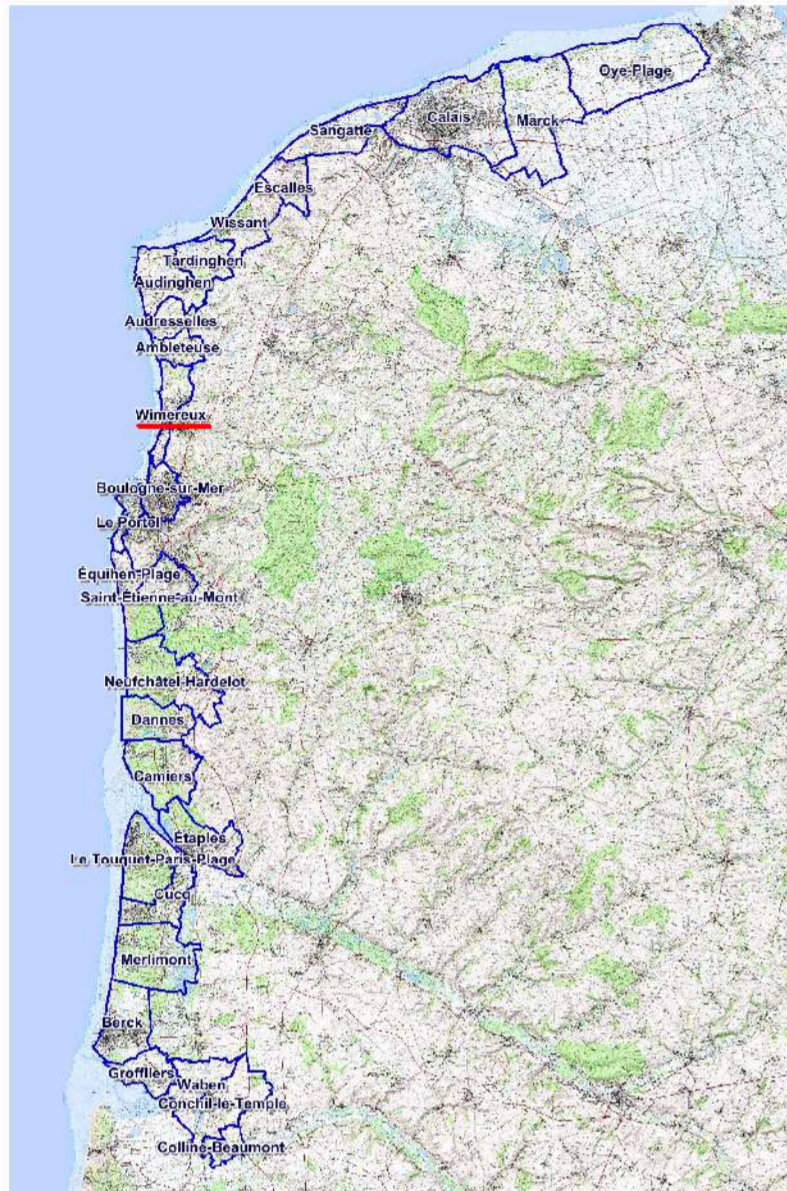 Oye-Plage
Calais
Marck
Sangatte
Escalles
Wissant
Tardinghen
Audinghen
Audresselles
Ambleteuse
Wimereux
Boulogne-sur-Mer
Le Portel
Équihen-Plage
Saint-Étienne-au-Mont
Neufchâtel-Hardelot
Dannes
Camiers
Étaples
Le Touquet-Paris-Plage
Cucq
Merlimont
Berck
Groffliers
Waben
Conchil-le-Temple
Colline-Beaumont